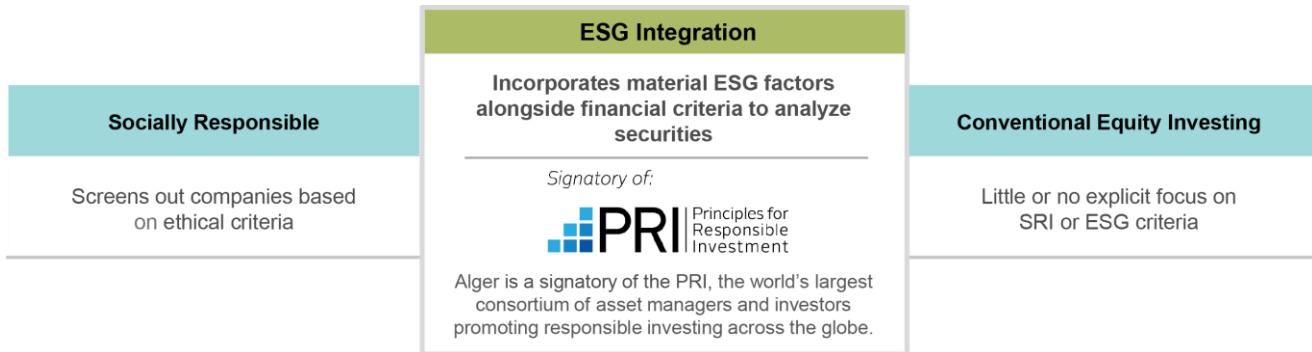 Socially Responsible
Screens out companies based
on ethical criteria
ESG Integration
Incorporates material ESG factors
alongside financial criteria to analyze
securities
Signatory of:
PRI
Principles for
Responsible
Investment
Alger is a signatory of the PRI, the world's largest
consortium of asset managers and investors
promoting responsible investing across the globe.
Conventional Equity Investing
Little or no explicit focus on
SRI or ESG criteria